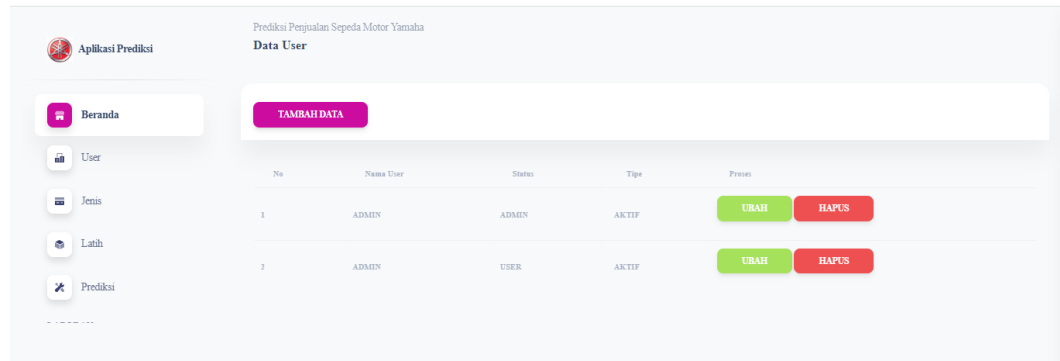 Prediksi Penjualan Sepeda Motor Yamaha
Data User
Aplikasi Prediksi
Beranda
User
Jenis
Latih
Prediksi
TAMBAH DATA
No Nama User Status Tipe Proses
1 ADMIN ADMIN AKTIF UBAH HAPUS
2 ADMIN USER AKTIF UBAH HAPUS